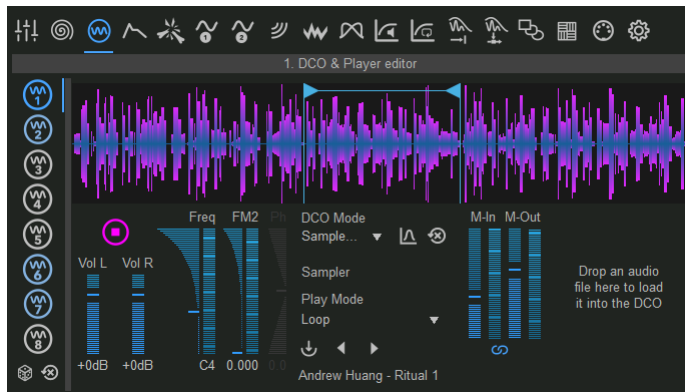 1
2
1. DCO & Player editor
1
2
3
4
5
6
7
8
Freq FM2 Ph
Vol L Vol R
+0dB +0dB
C4 0.000 0.0
DCO Mode
Sample...
Sampler
Play Mode
Loop
Andrew Huang - Ritual 1
M-In M-Out
Drop an audio
file here to load
it into the DCO